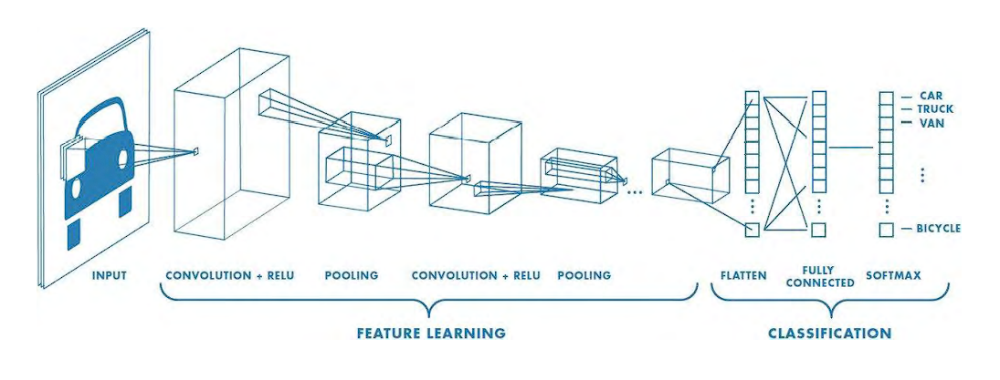 CAR
TRUCK
VAN
BICYCLE
INPUT
CONVOLUTION + RELU
POOLING
CONVOLUTION + RELU
POOLING
FLATTEN
FULLY
CONNECTED
SOFTMAX
FEATURE LEARNING
CLASSIFICATION